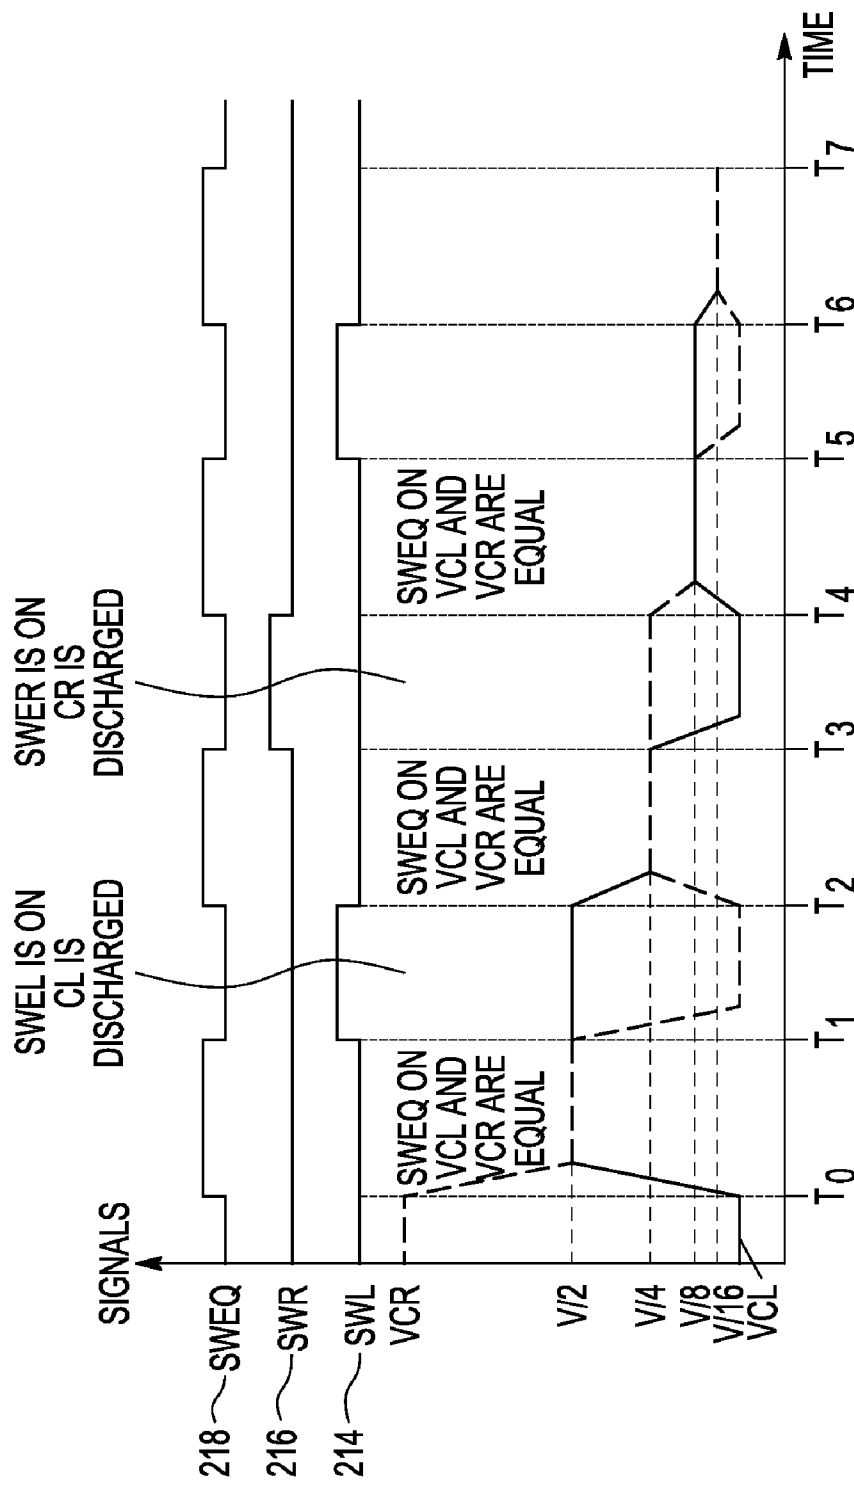 SWEL IS ON
CL IS
DISCHARGED
SWER IS ON
CR IS
DISCHARGED
SIGNALS
218
SWEQ
216
SWR
214
SWL
VCR
SWEQ ON
VCL AND
VCR ARE
EQUAL
SWEQ ON
VCL AND
VCR ARE
EQUAL
SWEQ ON
VCL AND
VCR ARE
EQUAL
V/2
V/4
V/8
V/16
VCL
T0
T1
T2
T3
T4
T5
T6
T7
TIME